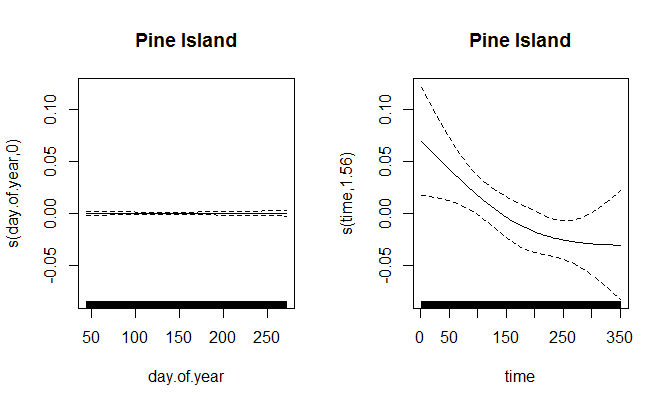 Pine Island
s(day.of.year,0)
0.10
0.05
0.00
-0.05
50 100 150 200 250
day.of.year
Pine Island
s(time,1.56)
0.10
0.05
0.00
-0.05
0 50 150 250 350
time